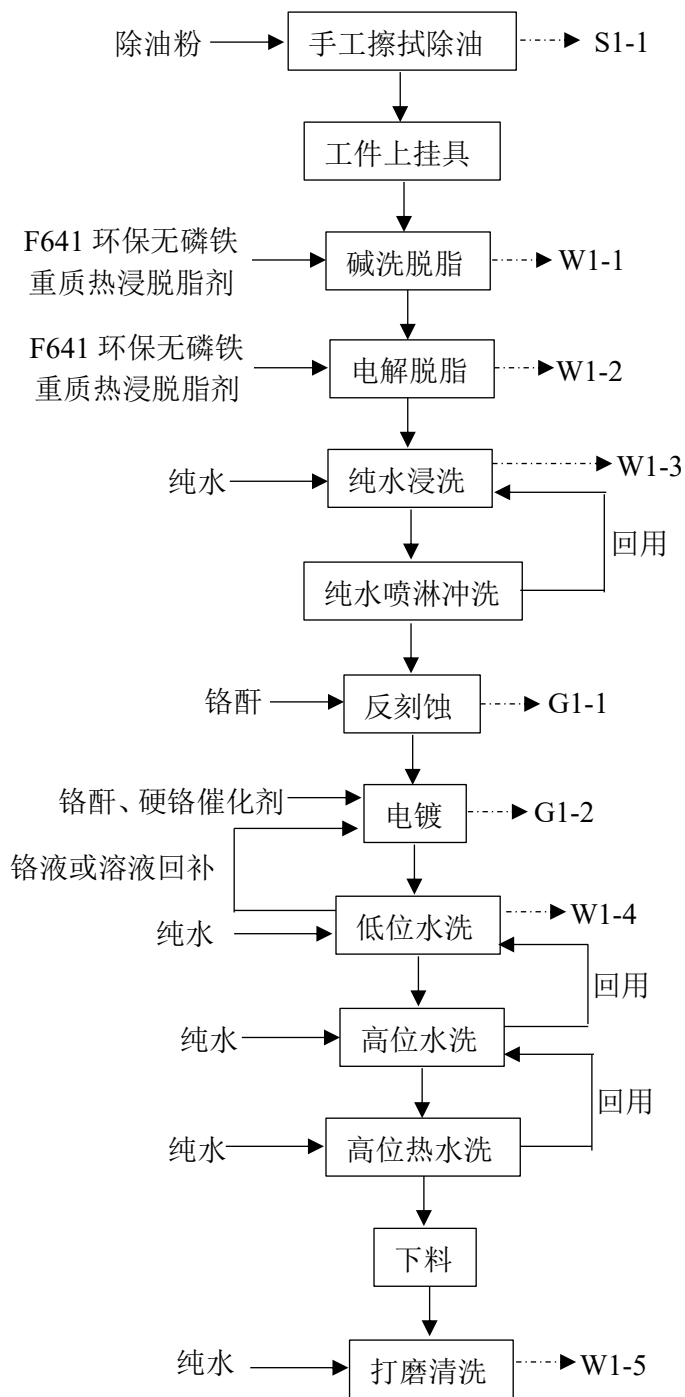 除油粉 手工擦拭除油 S1-1
工件上挂具
F641 环保无磷铁
重质热浸脱脂剂
碱洗脱脂 W1-1
F641 环保无磷铁
重质热浸脱脂剂
电解脱脂 W1-2
纯水 纯水浸洗 W1-3
回用
纯水喷淋冲洗
铬酐 反刻蚀 G1-1
铬酐、硬铬催化剂 电镀 G1-2
铬液或溶液回补
纯水 低位水洗 W1-4
回用
纯水 高位水洗
回用
纯水 高位热水洗
下料
纯水 打磨清洗 W1-5